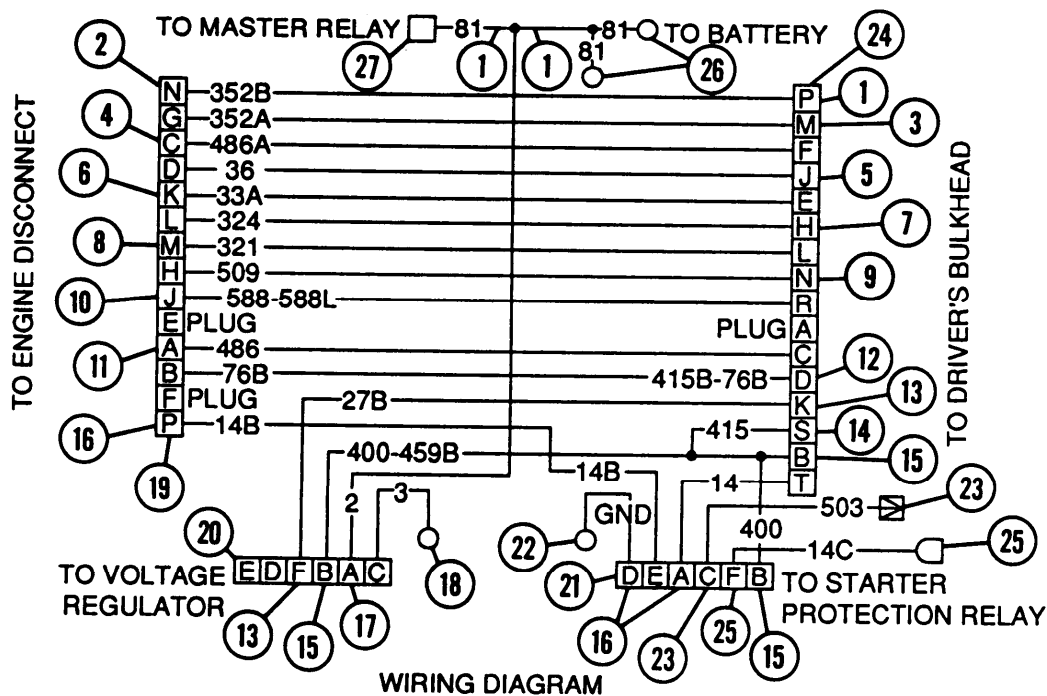 TO MASTER RELAY 81 81 TO BATTERY 24
2 27 1 1 81 26
N 352B P 1
G 352A M 3
4 C 486A F
D 36 J 5
6 K 33A E
L 324 H 7
8 M 321 L
H 509 N 9
10 J 588-588L R
E PLUG PLUG A
11 A 486 C 12
B 76B 415B-76B D
F PLUG 27B K 13
16 P 14B 415 S 14
400-459B B 15
19 14B 14 T
2 3 503 23
GND 400
20 22 14C 25
TO ENGINE DISCONNECT
TO DRIVER'S BULKHEAD
TO VOLTAGE E D F B A C 18
REGULATOR
13 15 17
21 D E A C F B TO STARTER
PROTECTION RELAY
16 23 25 15
WIRING DIAGRAM